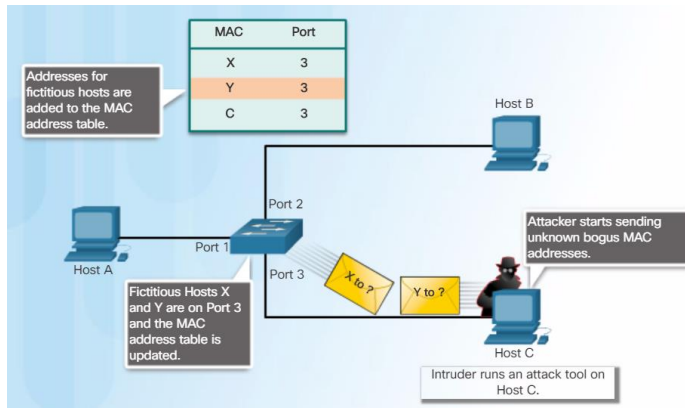 MAC Port
X 3
Y 3
C 3
Addresses for
fictitious hosts are
added to the MAC
address table.
Host B
Port 2
Attacker starts sending
unknown bogus MAC
addresses.
Port 1
Host A
Port 3
X to ?
Y to ?
Fictitious Hosts X
and Y are on Port 3
and the MAC
address table is
updated.
Host C
Intruder runs an attack tool on
Host C.